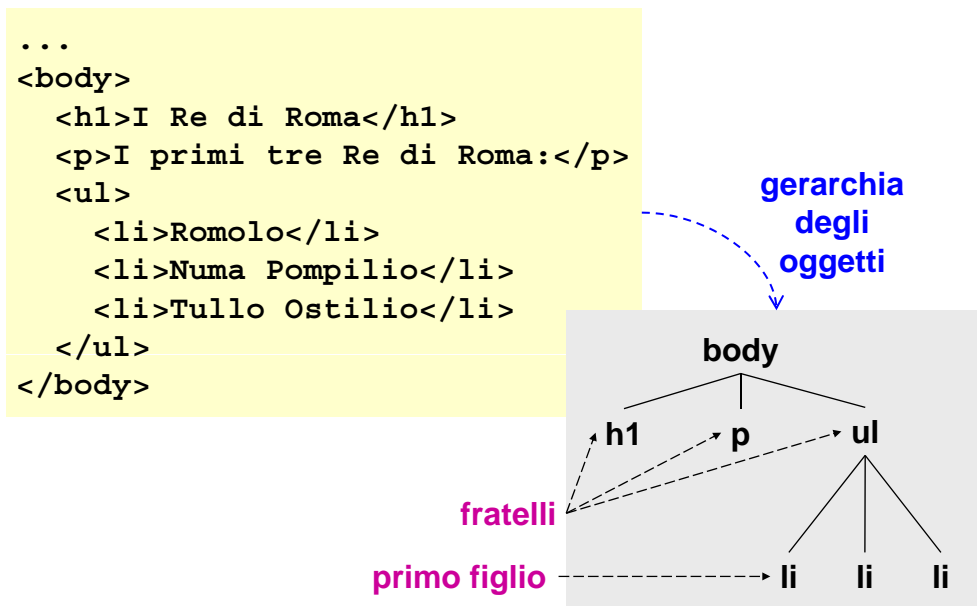 ...
<body>
<h1>I Re di Roma</h1>
<p>I primi tre Re di Roma:</p>
<ul>
<li>Romolo</li>
<li>Numa Pompilio</li>
<li>Tullo Ostilio</li>
</ul>
</body>
gerarchia
degli
oggetti
body
h1 p ul
fratelli
primo figlio li li li